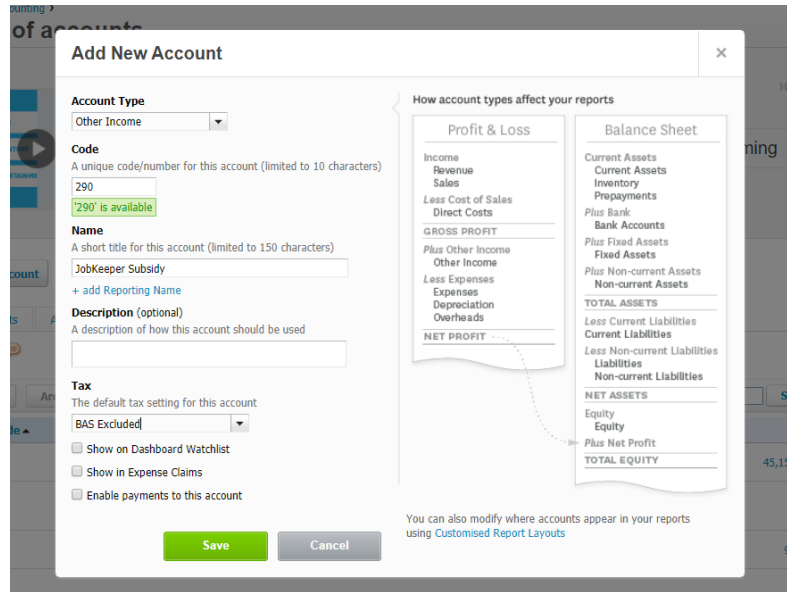 of accounts
Add New Account
×
Account Type
Other Income
Code
A unique code/number for this account (limited to 10 characters)
290
'290' is available
Name
A short title for this account (limited to 150 characters)
JobKeeper Subsidy
+ add Reporting Name
Description (optional)
A description of how this account should be used
Tax
The default tax setting for this account
BAS Excluded
Show on Dashboard Watchlist
Show in Expense Claims
Enable payments to this account
Save
Cancel
How account types affect your reports
Profit & Loss
Income
Revenue
Sales
Less Cost of Sales
Direct Costs
GROSS PROFIT
Plus Other Income
Other Income
Less Expenses
Expenses
Depreciation
Overheads
NET PROFIT
Balance Sheet
Current Assets
Current Assets
Inventory
Prepayments
Plus Bank
Bank Accounts
Plus Fixed Assets
Fixed Assets
Plus Non-current Assets
Non-current Assets
TOTAL ASSETS
Less Current Liabilities
Current Liabilities
Less Non-current Liabilities
Liabilities
Non-current Liabilities
NET ASSETS
Equity
Equity
Plus Net Profit
TOTAL EQUITY
You can also modify where accounts appear in your reports
using Customised Report Layouts